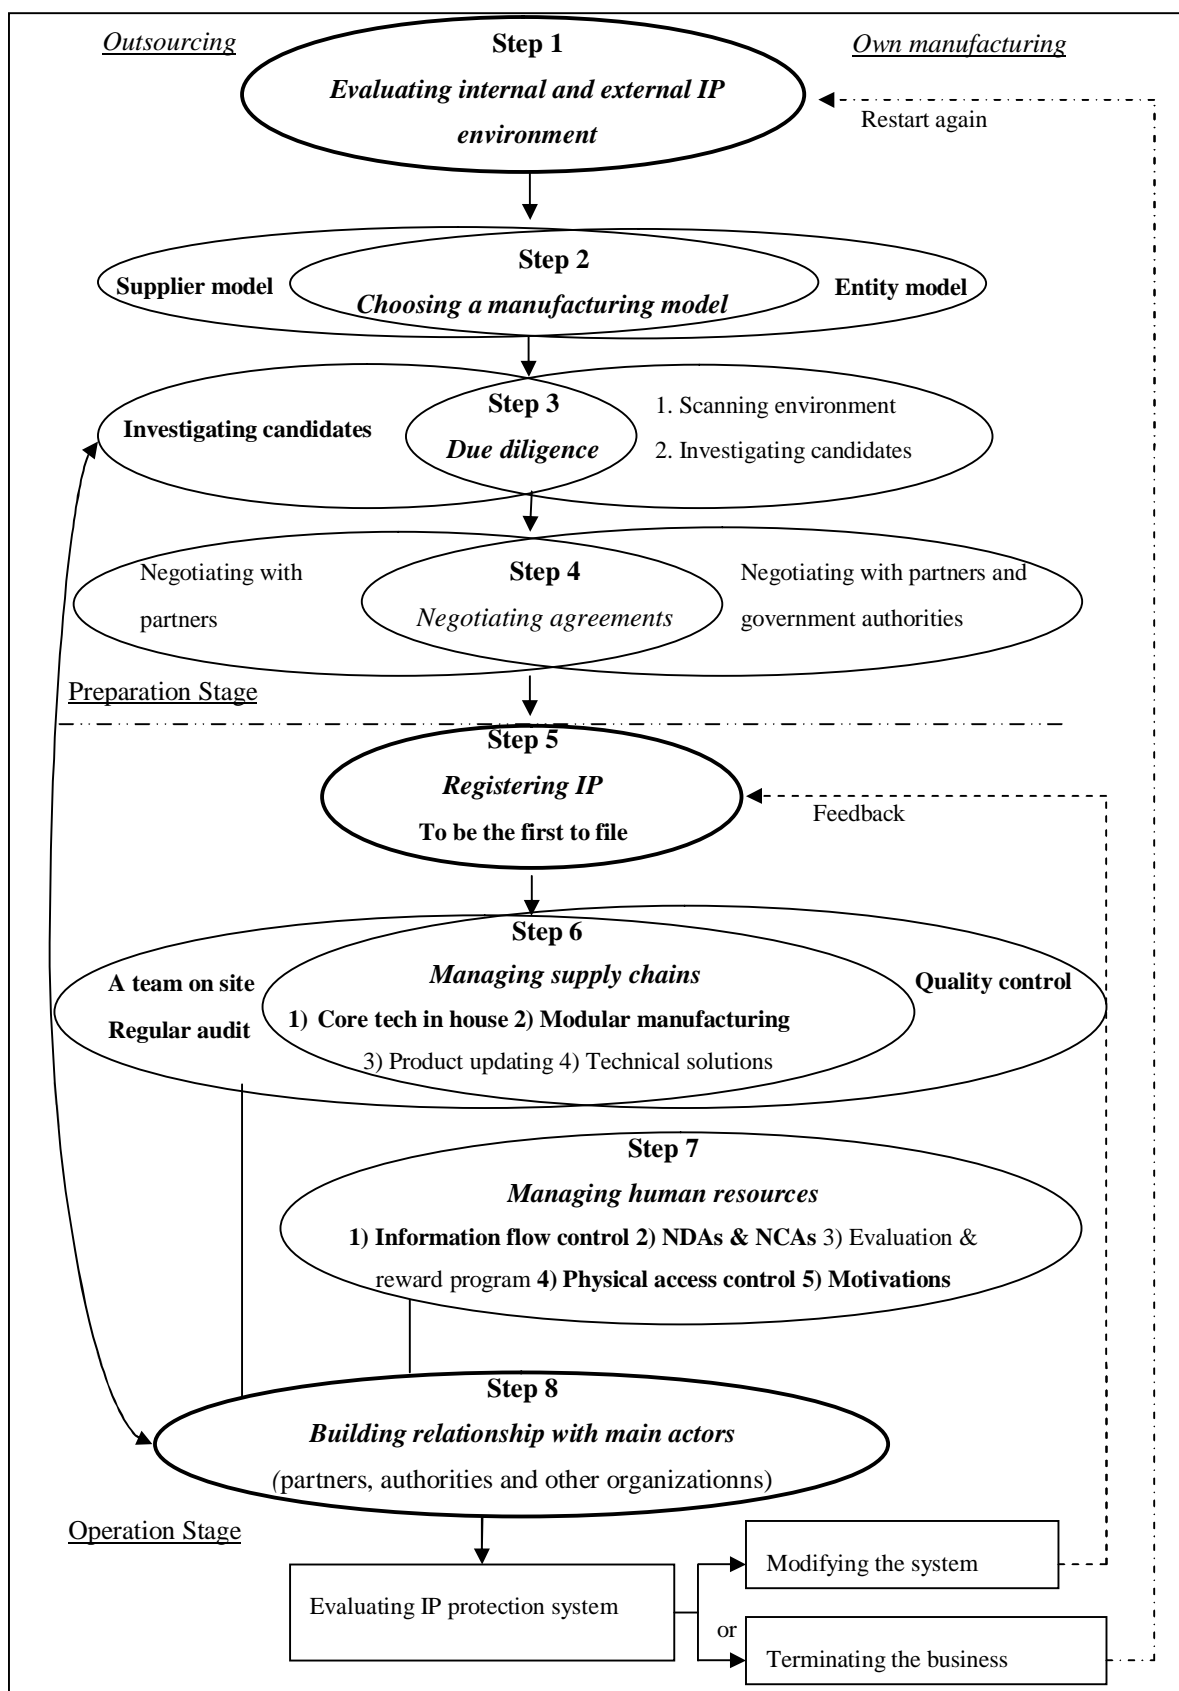 Outsourcing
Step 1
Own manufacturing
Evaluating internal and external IP
environment
Restart again
Step 2
Supplier model
Choosing a manufacturing model
Entity model
Step 3
Investigating candidates
Due diligence
1. Scanning environment
2. Investigating candidates
Negotiating with
partners
Step 4
Negotiating agreements
Negotiating with partners and
government authorities
Preparation Stage
Step 5
Registering IP
To be the first to file
Feedback
Step 6
A team on site
Regular audit
Managing supply chains
1) Core tech in house 2) Modular manufacturing
3) Product updating 4) Technical solutions
Quality control
Step 7
Managing human resources
1) Information flow control 2) NDAs & NCAs 3) Evaluation &
reward program 4) Physical access control 5) Motivations
Step 8
Building relationship with main actors
(partners, authorities and other organizationns)
Operation Stage
Evaluating IP protection system
Modifying the system
or
Terminating the business